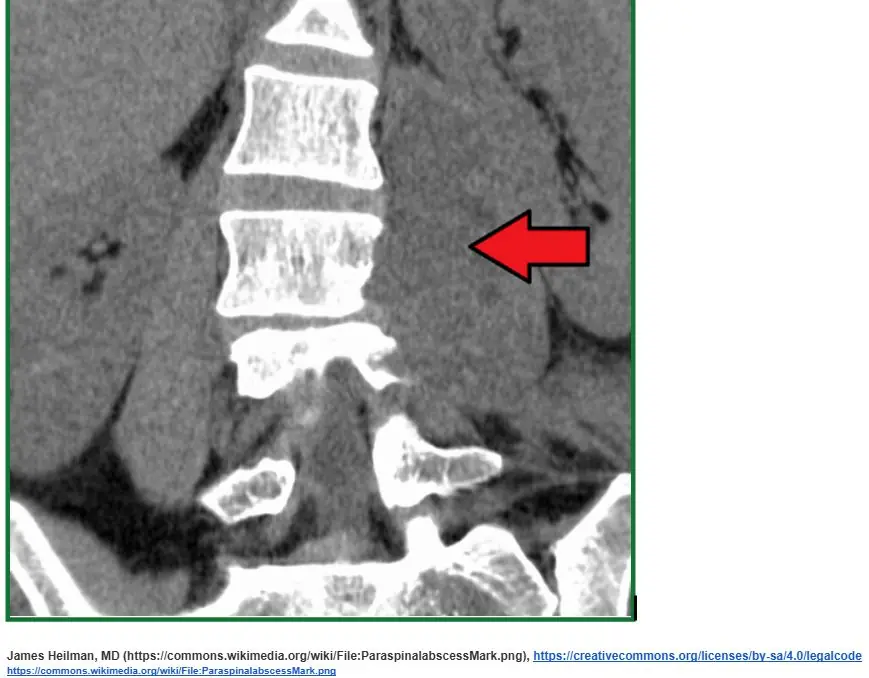 James Heilman, MD (https://commons.wikimedia.org/wiki/File:ParaspinalabscessMark.png), https://creativecommons.org/licenses/by-sa/4.0/legalcode
https://commons.wikimedia.org/wiki/File:ParaspinalabscessMark.png